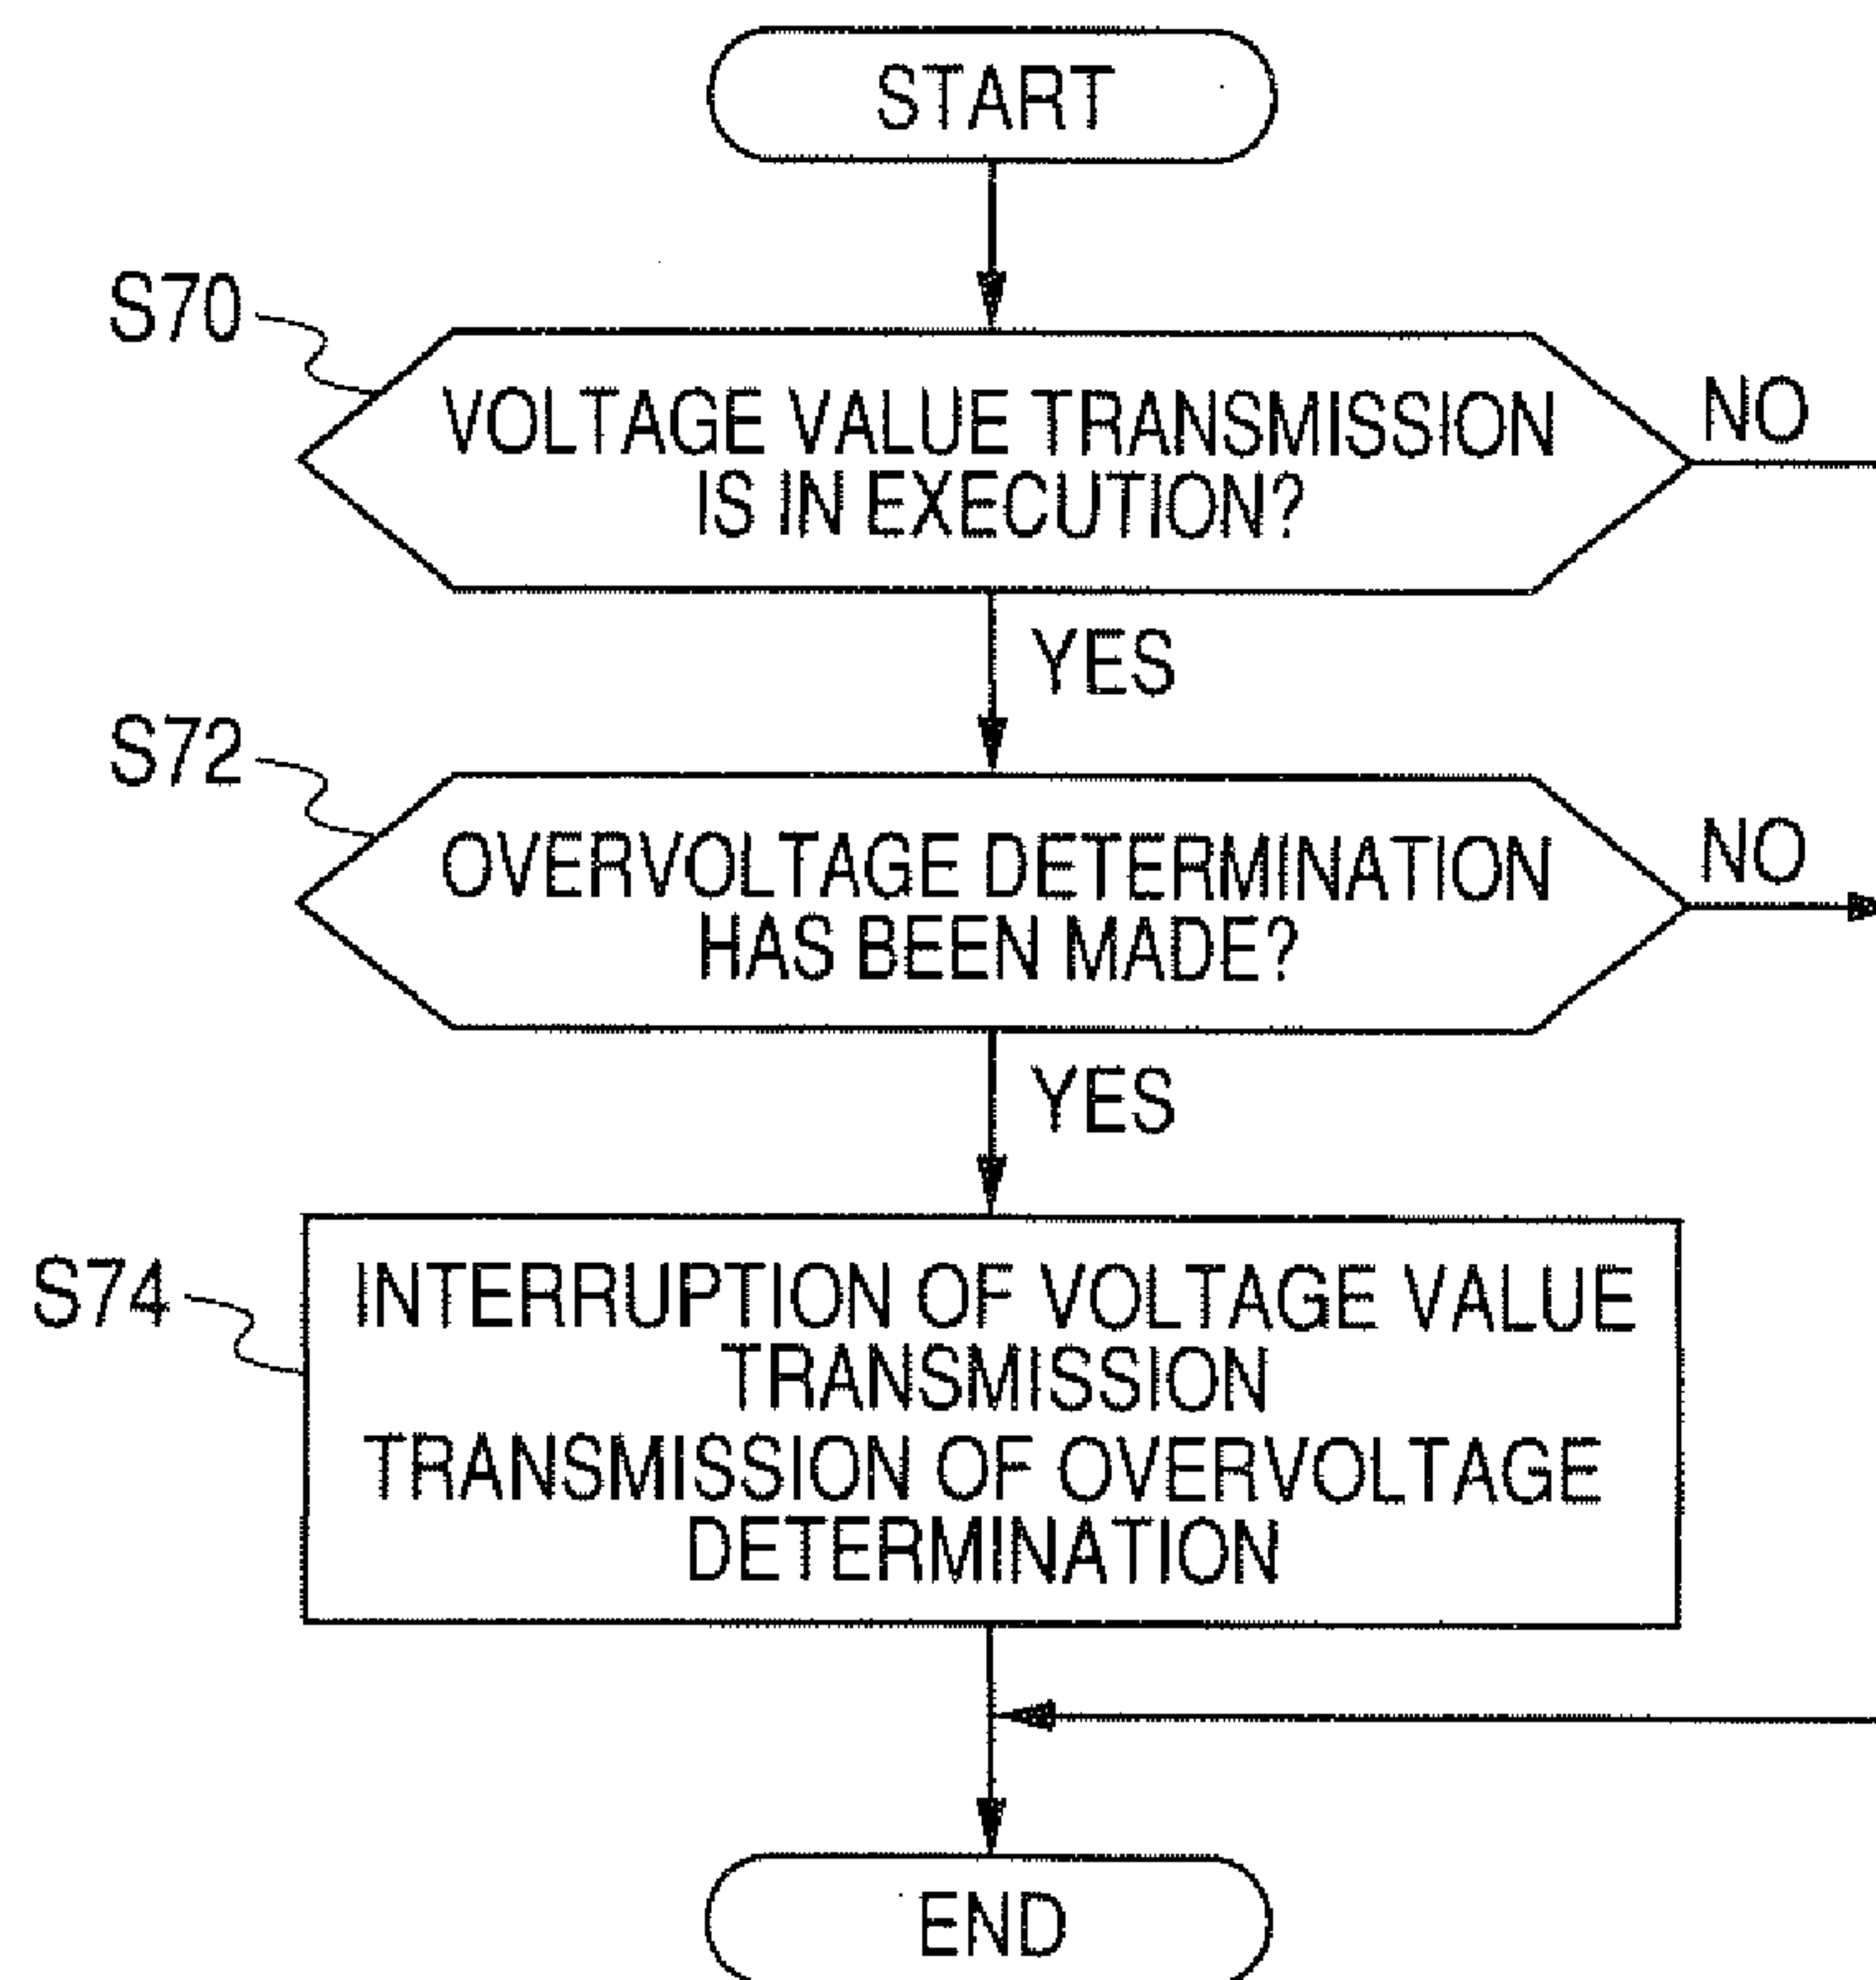 START
S70
VOLTAGE VALUE TRANSMISSION
IS IN EXECUTION?
NO
YES
S72
OVERVOLTAGE DETERMINATION
HAS BEEN MADE?
NO
YES
S74
INTERRUPTION OF VOLTAGE VALUE
TRANSMISSION
TRANSMISSION OF OVERVOLTAGE
DETERMINATION
END